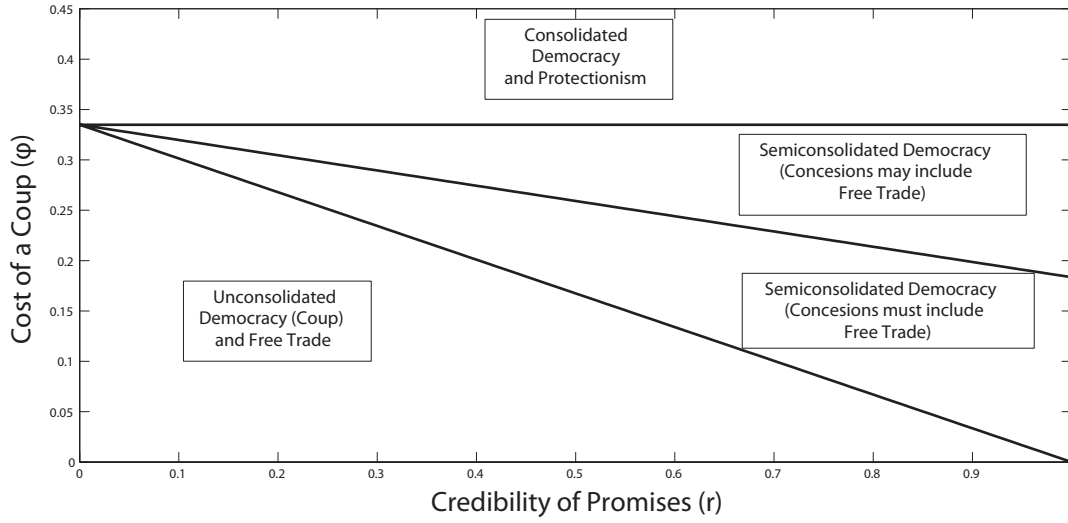 0.45
Consolidated
Democracy
and Protectionism
0.4
0.35
Semiconsolidated Democracy
(Concesions may include
Free Trade)
0.3
0.25
0.2
Semiconsolidated Democracy
(Concesions must include
Free Trade)
Unconsolidated
Democracy (Coup)
and Free Trade
0.15
0.1
0.05
0
Cost of a Coup (φ)
0 0.1 0.2 0.3 0.4 0.5 0.6 0.7 0.8 0.9
Credibility of Promises (r)